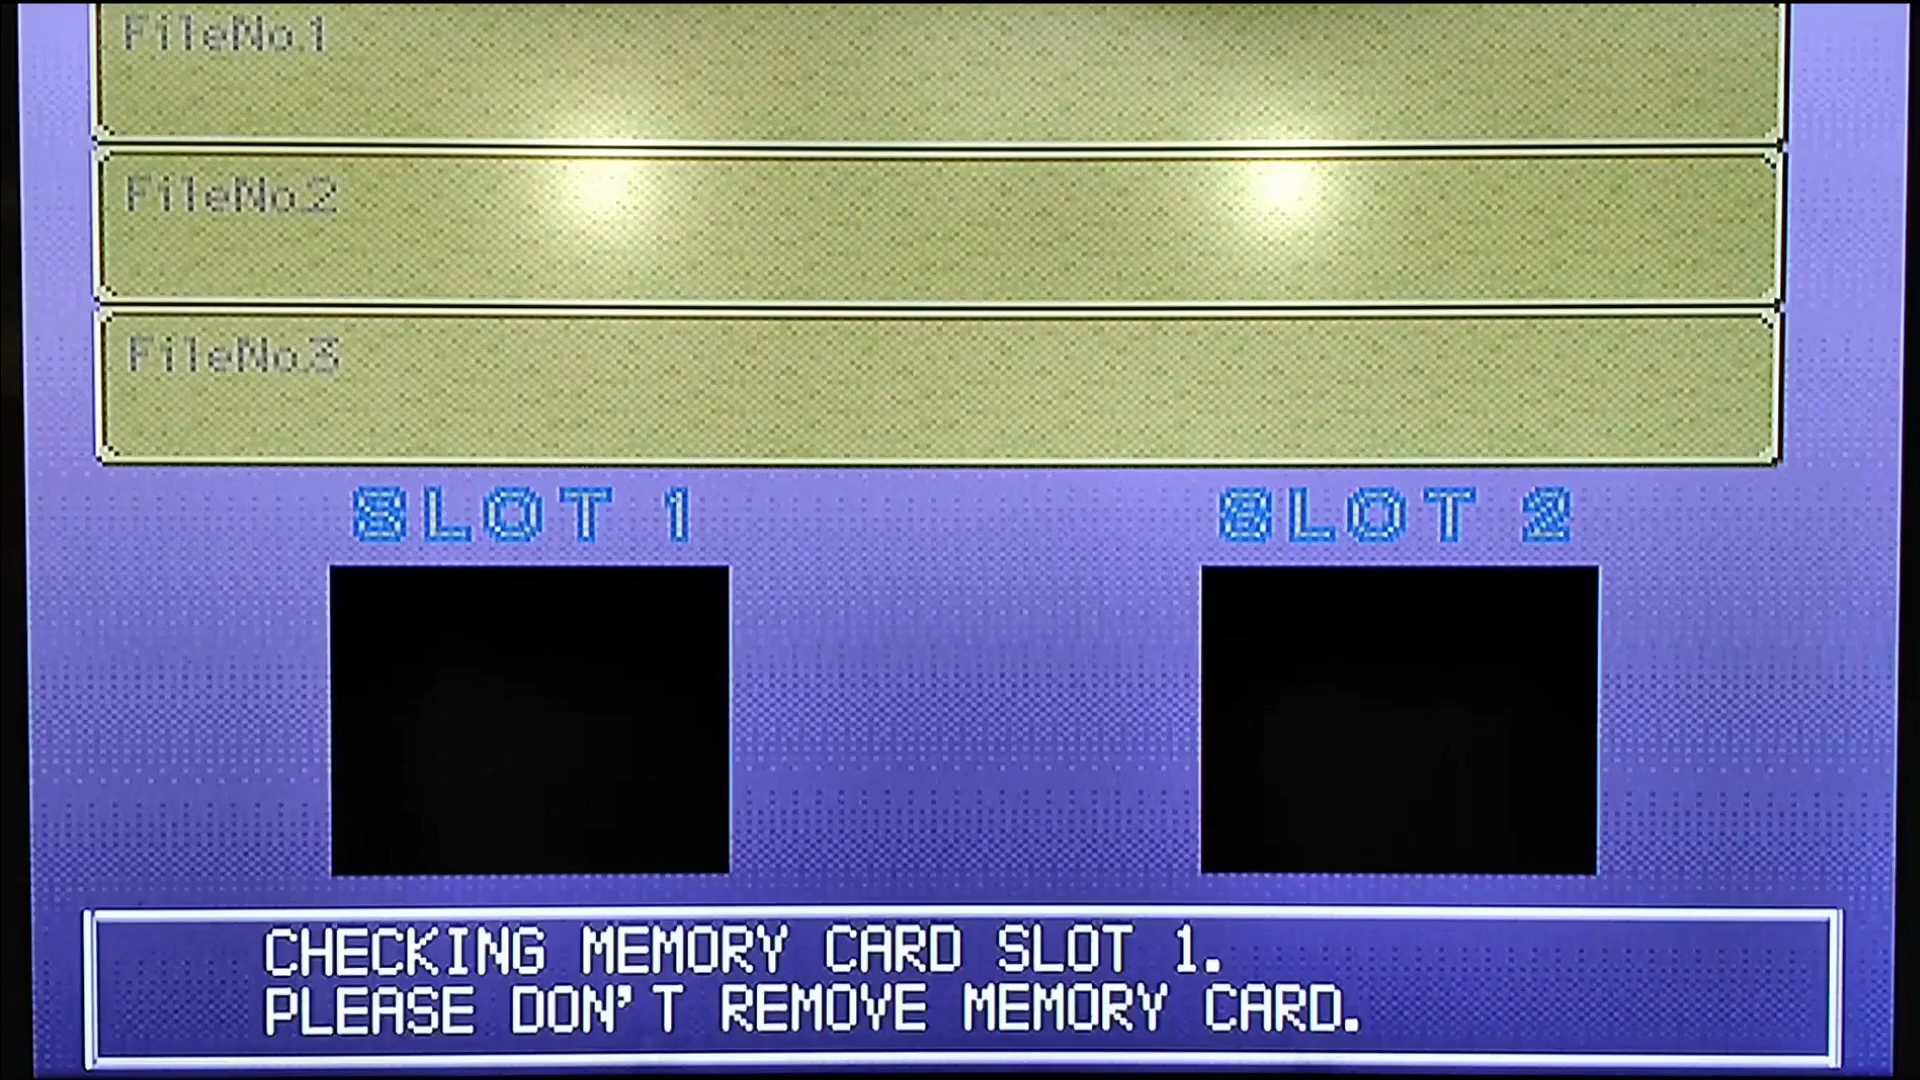 FileNo.1
FileNo.2
FileNo.3
SLOT 1
SLOT 2
CHECKING MEMORY CARD SLOT 1.
PLEASE DON'T REMOVE MEMORY CARD.